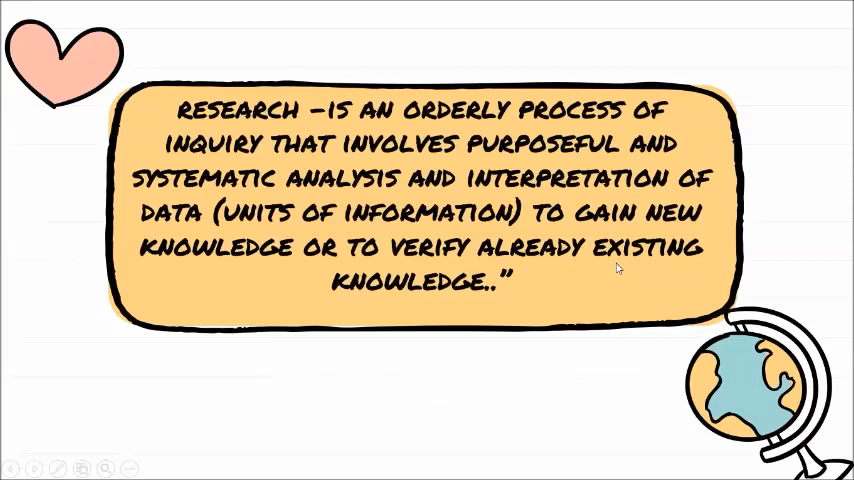 RESEARCH -IS AN ORDERLY PROCESS OF
INQUIRY THAT INVOLVES PURPOSEFUL AND
SYSTEMATIC ANALYSIS AND INTERPRETATION OF
DATA (UNITS OF INFORMATION) TO GAIN NEW
KNOWLEDGE OR TO VERIFY ALREADY EXISTING
KNOWLEDGE..”